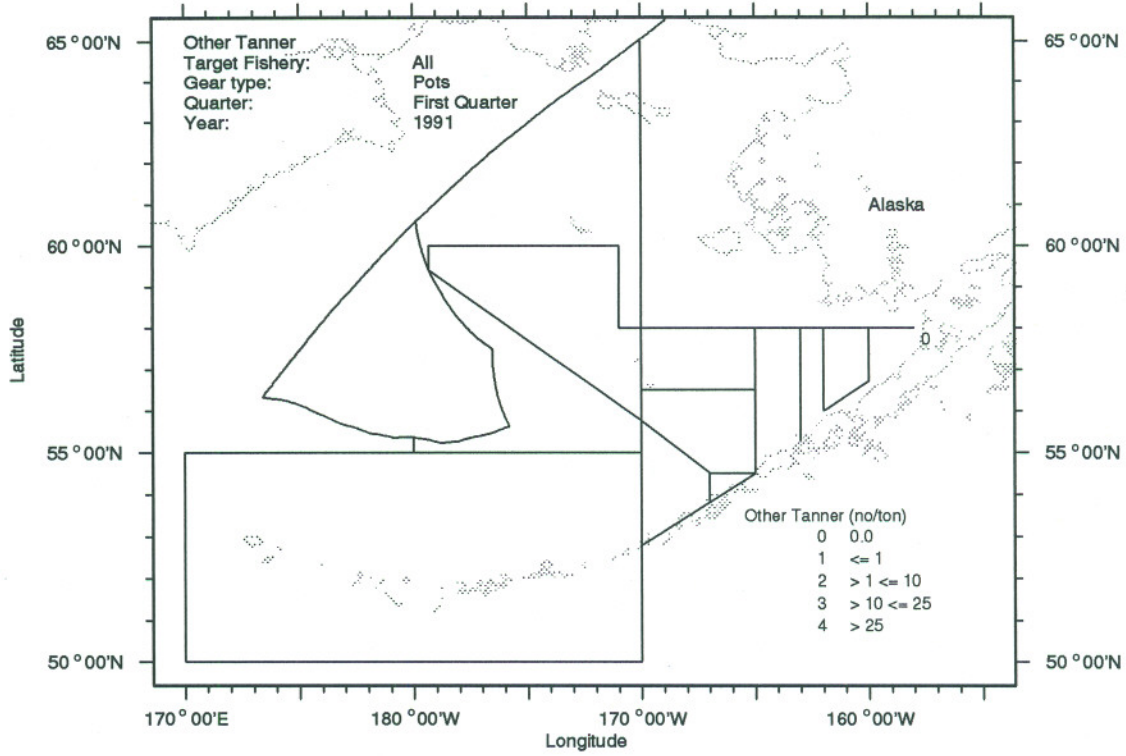 Other Tanner
Target Fishery: All
Gear type: Pots
Quarter: First Quarter
Year: 1991
65°00'N
65°00'N
Alaska
60°00'N
60°00'N
Latitude
0
55°00'N
55°00'N
Other Tanner (no/ton)
0 0.0
1 <= 1
2 > 1 <= 10
3 > 10 <= 25
4 > 25
50°00'N
50°00'N
170°00'E
180°00'W
170°00'W
160°00'W
Longitude